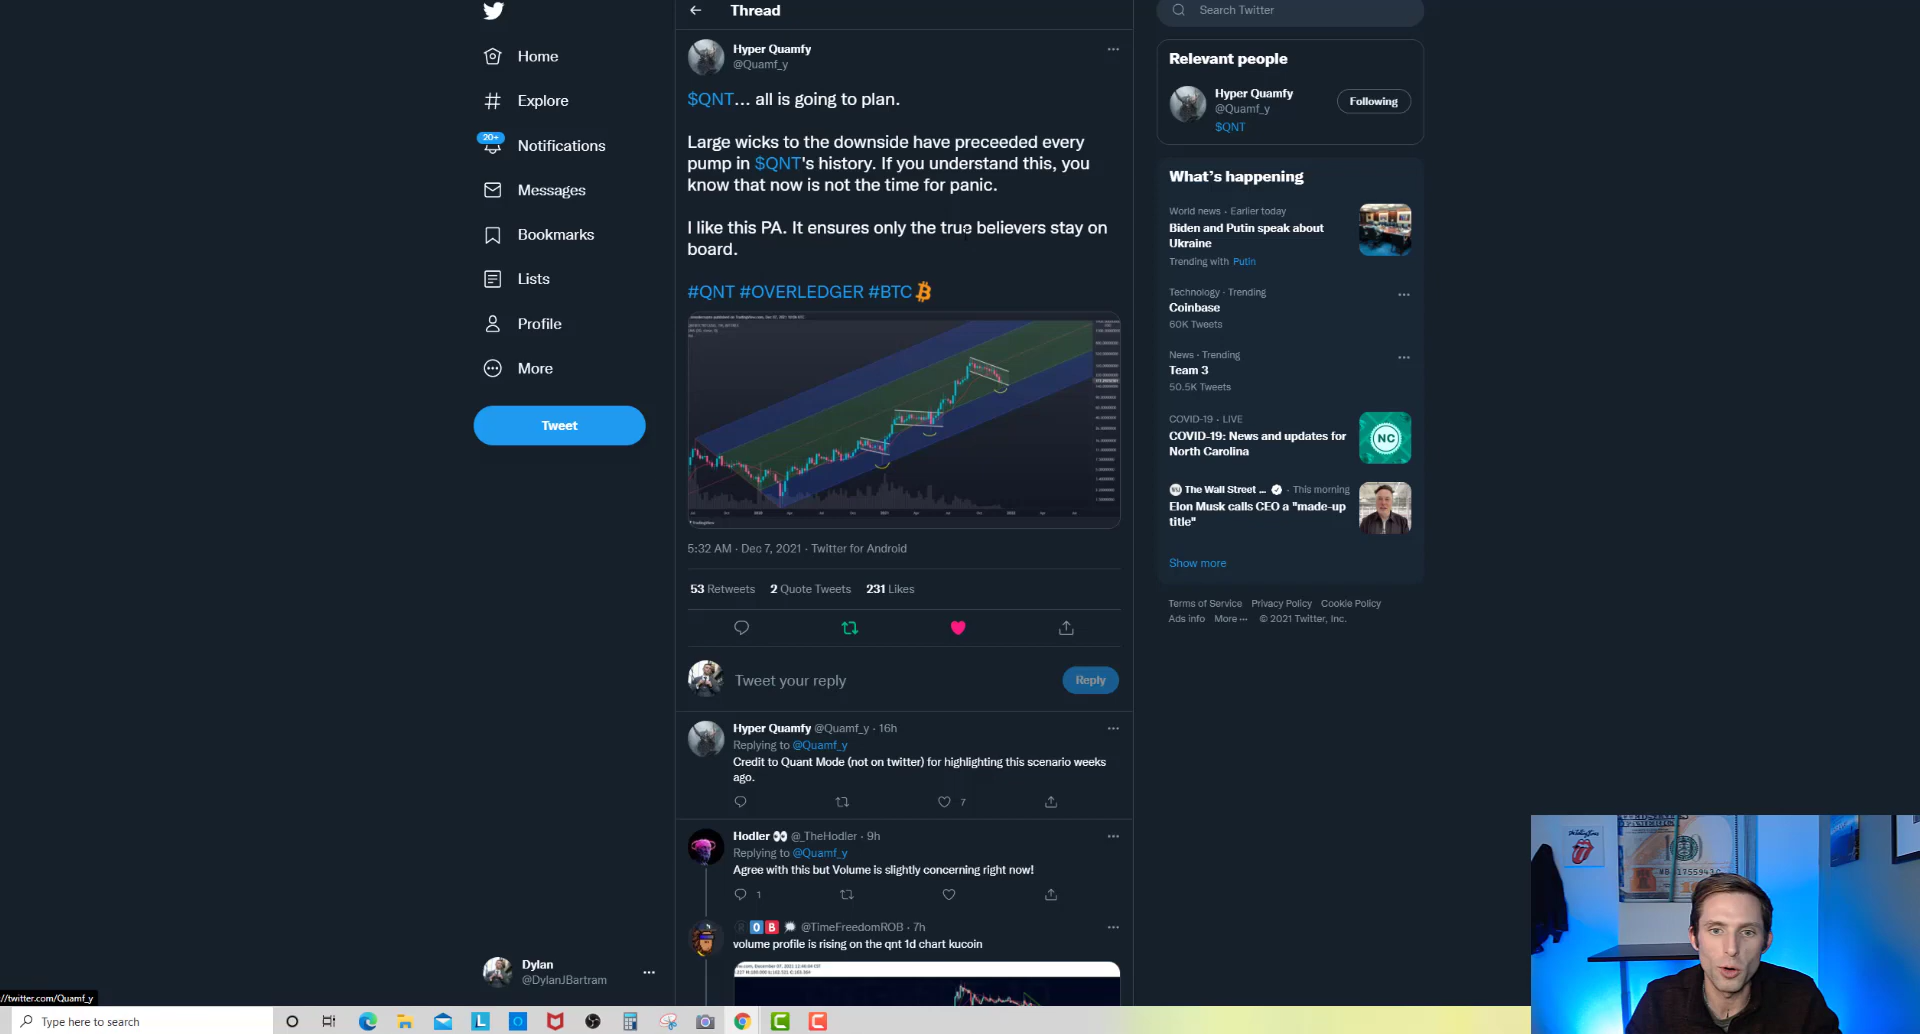 Thread
Search Twitter
Home
Explore
20+
Notifications
Messages
Bookmarks
Lists
Profile
More
Tweet
Hyper Quamfy
@Quamf_y
$QNT... all is going to plan.
Large wicks to the downside have preceeded every
pump in $QNT's history. If you understand this, you
know that now is not the time for panic.
I like this PA. It ensures only the true believers stay on
board.
#QNT #OVERLEDGER #BTC
5:32 AM · Dec 7, 2021 · Twitter for Android
53 Retweets 2 Quote Tweets 231 Likes
Tweet your reply
Reply
Hyper Quamfy @Quamf_y · 16h
Replying to @Quamf_y
Credit to Quant Mode (not on twitter) for highlighting this scenario weeks
ago.
7
Hodler 👀 @_TheHodler · 9h
Replying to @Quamf_y
Agree with this but Volume is slightly concerning right now!
1
R O B @TimeFreedomROB · 7h
volume profile is rising on the qnt 1d chart kucoin
Relevant people
Hyper Quamfy
@Quamf_y
$QNT
Following
What's happening
World news · Earlier today
Biden and Putin speak about
Ukraine
Trending with Putin
Technology · Trending
Coinbase
60K Tweets
News · Trending
Team 3
50.5K Tweets
COVID-19 · LIVE
COVID-19: News and updates for
North Carolina
NC
The Wall Street ... · This morning
Elon Musk calls CEO a "made-up
title"
Show more
Terms of Service Privacy Policy Cookie Policy
Ads info More ··· © 2021 Twitter, Inc.
Dylan
@DylanJBartram
//twitter.com/Quamf_y
Type here to search